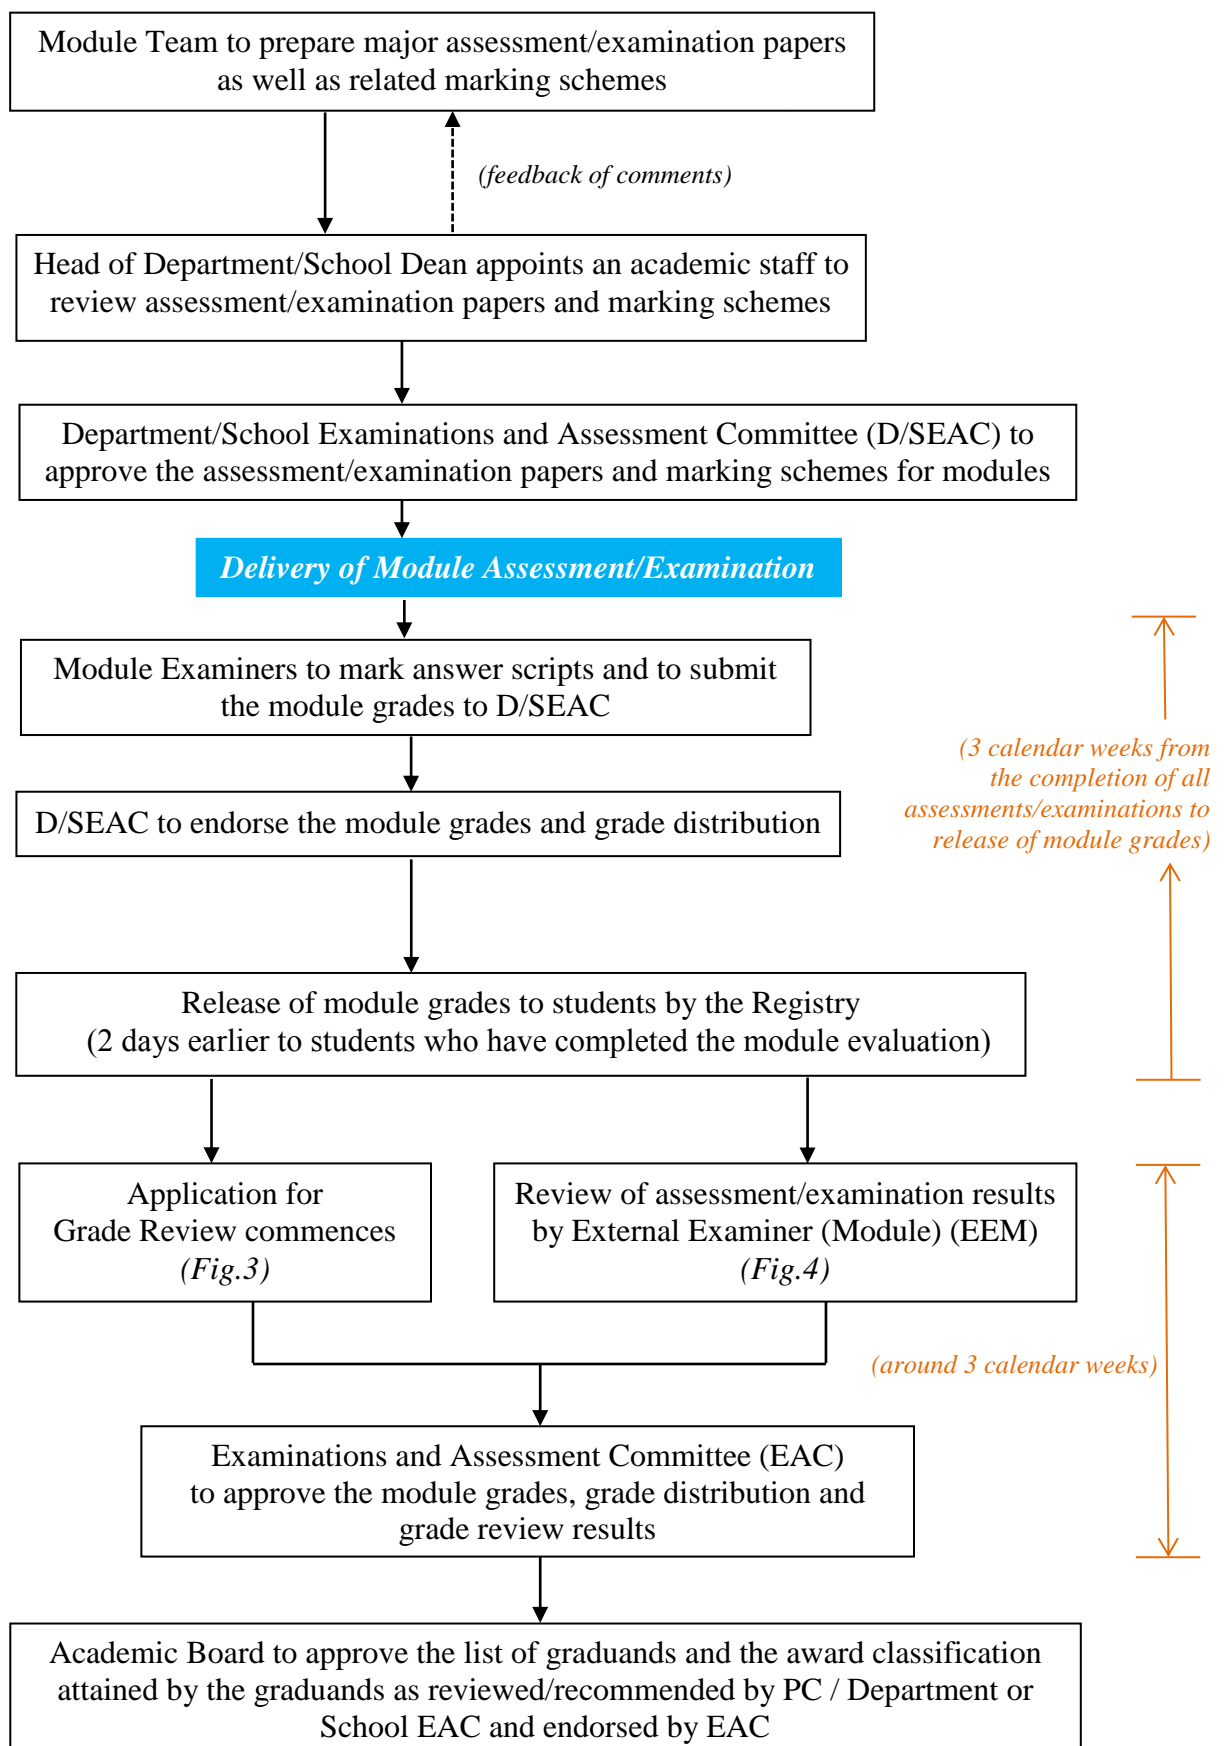 Module Team to prepare major assessment/examination papers
as well as related marking schemes
(feedback of comments)
Head of Department/School Dean appoints an academic staff to
review assessment/examination papers and marking schemes
Department/School Examinations and Assessment Committee (D/SEAC) to
approve the assessment/examination papers and marking schemes for modules
Delivery of Module Assessment/Examination
Module Examiners to mark answer scripts and to submit
the module grades to D/SEAC
(3 calendar weeks from
the completion of all
assessments/examinations to
release of module grades)
D/SEAC to endorse the module grades and grade distribution
Release of module grades to students by the Registry
(2 days earlier to students who have completed the module evaluation)
Application for
Grade Review commences
(Fig.3)
Review of assessment/examination results
by External Examiner (Module) (EEM)
(Fig.4)
(around 3 calendar weeks)
Examinations and Assessment Committee (EAC)
to approve the module grades, grade distribution and
grade review results
Academic Board to approve the list of graduands and the award classification
attained by the graduands as reviewed/recommended by PC / Department or
School EAC and endorsed by EAC